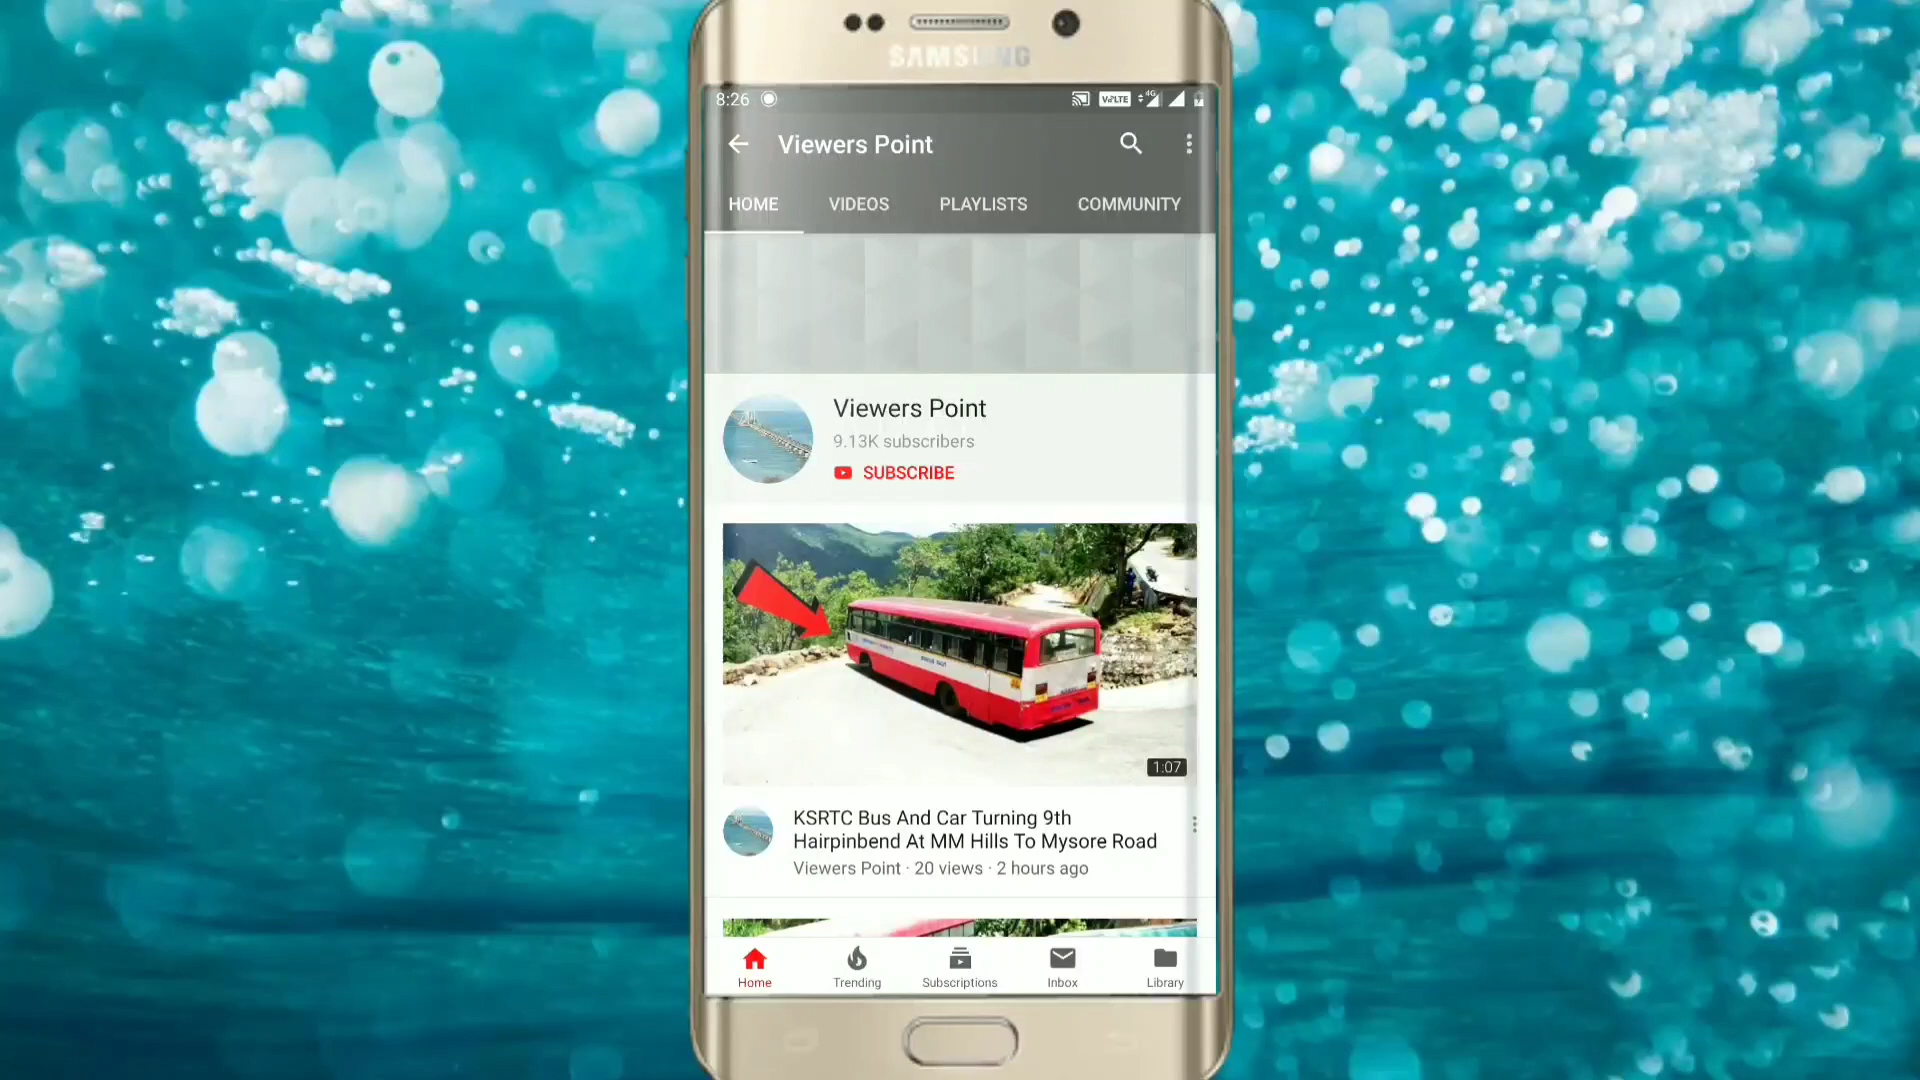 SAMSUNG
8:26 VoLTE 4G
Viewers Point
HOME VIDEOS PLAYLISTS COMMUNITY
Viewers Point
9.13K subscribers
SUBSCRIBE
1:07
KSRTC Bus And Car Turning 9th
Hairpinbend At MM Hills To Mysore Road
Viewers Point · 20 views · 2 hours ago
Home Trending Subscriptions Inbox Library